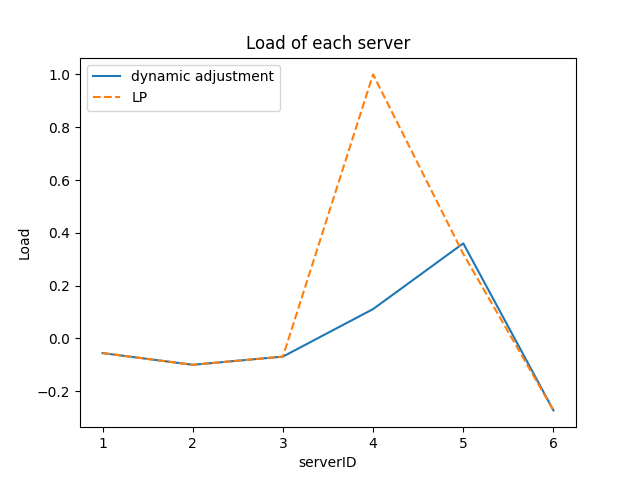 Load of each server
dynamic adjustment
LP
1.0
0.8
0.6
0.4
0.2
0.0
−0.2
Load
1 2 3 4 5 6
serverID